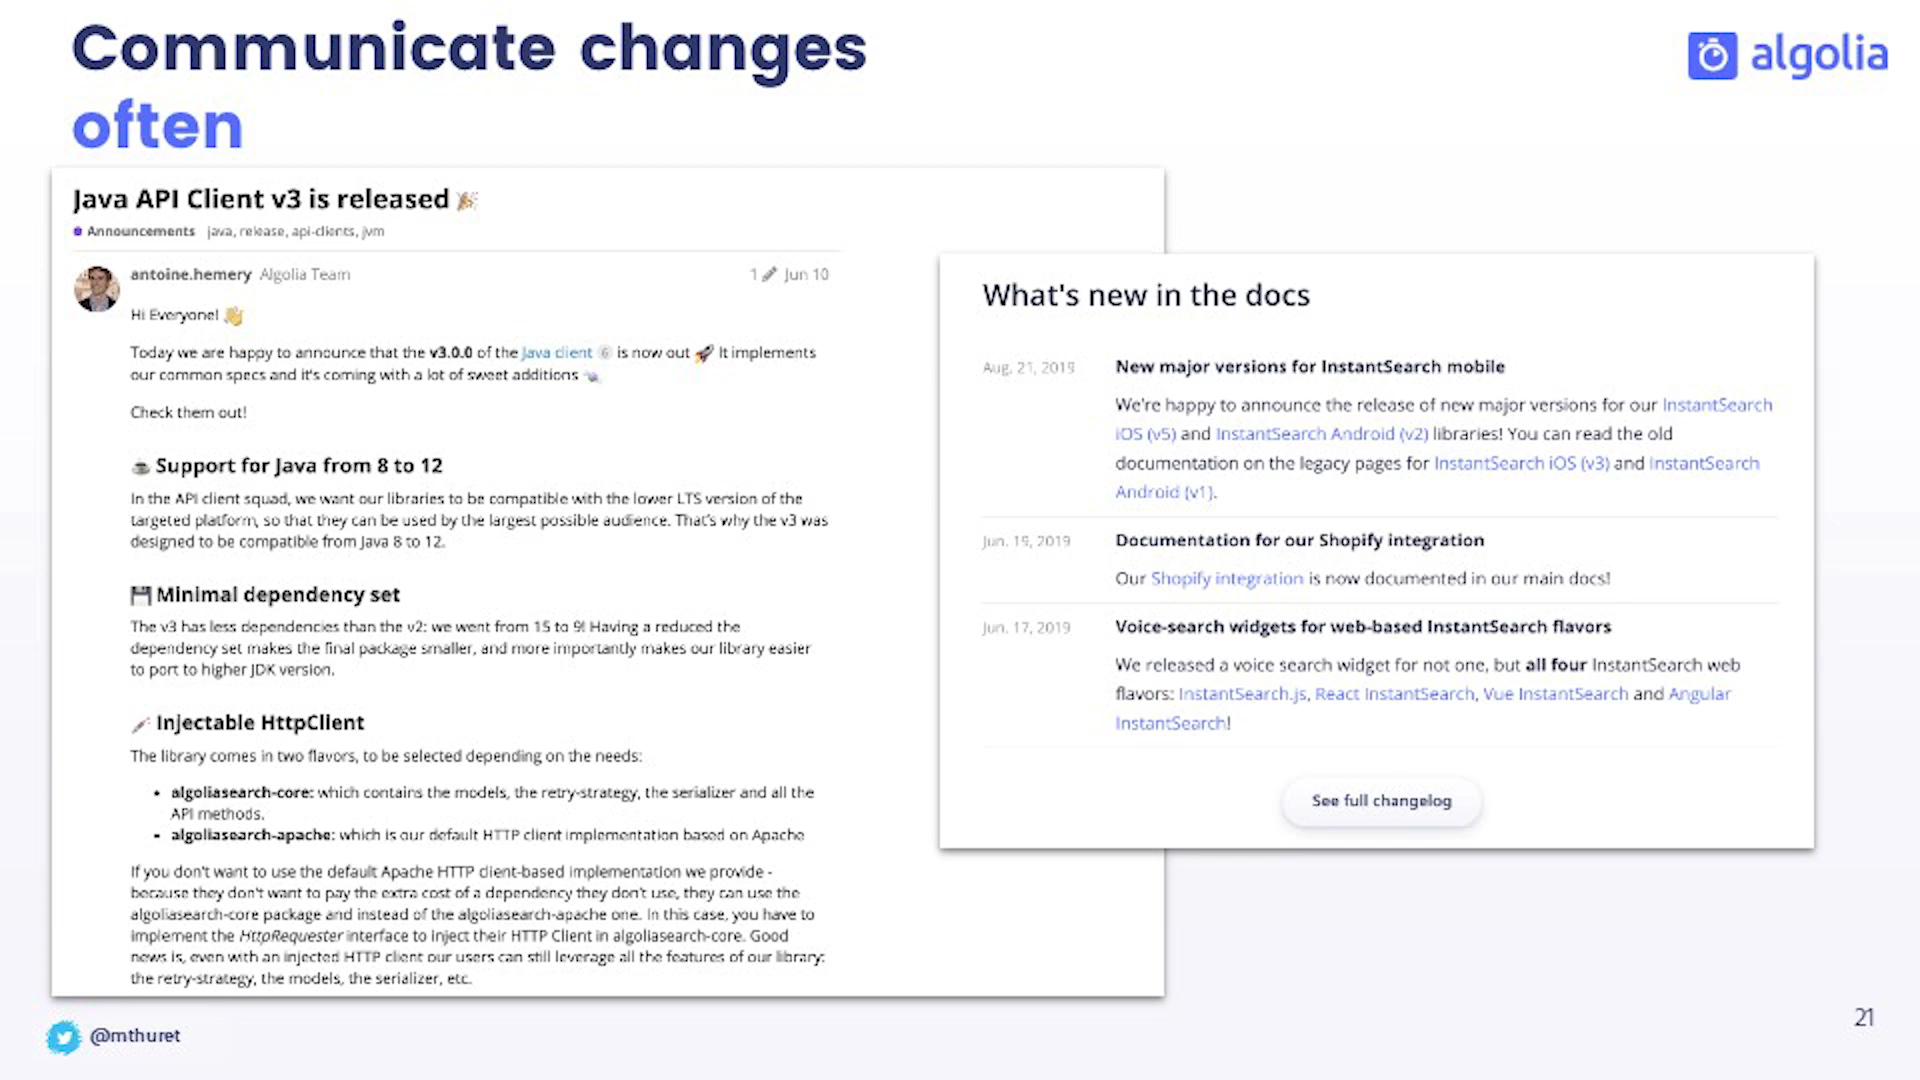 Communicate changes
often
algolia
Java API Client v3 is released 🎉
Announcements java, release, api-clients, jvm
antoine.hemery Algolia Team 1 Jun 10
Hi Everyone! 👋
Today we are happy to announce that the v3.0.0 of the Java client 6 is now out 🚀 It implements
our common specs and it's coming with a lot of sweet additions 🍬
Check them out!
☕ Support for Java from 8 to 12
In the API client squad, we want our libraries to be compatible with the lower LTS version of the
targeted platform, so that they can be used by the largest possible audience. That's why the v3 was
designed to be compatible from Java 8 to 12.
💾 Minimal dependency set
The v3 has less dependencies than the v2: we went from 15 to 9! Having a reduced the
dependency set makes the final package smaller, and more importantly makes our library easier
to port to higher JDK version.
💉 Injectable HttpClient
The library comes in two flavors, to be selected depending on the needs:
• algoliasearch-core: which contains the models, the retry-strategy, the serializer and all the
API methods.
• algoliasearch-apache: which is our default HTTP client implementation based on Apache
If you don't want to use the default Apache HTTP client-based implementation we provide -
because they don't want to pay the extra cost of a dependency they don't use, they can use the
algoliasearch-core package and instead of the algoliasearch-apache one. In this case, you have to
implement the HttpRequester interface to inject their HTTP Client in algoliasearch-core. Good
news is, even with an injected HTTP client our users can still leverage all the features of our library:
the retry-strategy, the models, the serializer, etc.
What's new in the docs
Aug, 21, 2019 New major versions for InstantSearch mobile
We're happy to announce the release of new major versions for our InstantSearch
iOS (v5) and InstantSearch Android (v2) libraries! You can read the old
documentation on the legacy pages for InstantSearch iOS (v3) and InstantSearch
Android (v1).
Jun. 19, 2019 Documentation for our Shopify integration
Our Shopify integration is now documented in our main docs!
Jun. 17, 2019 Voice-search widgets for web-based InstantSearch flavors
We released a voice search widget for not one, but all four InstantSearch web
flavors: InstantSearch.js, React InstantSearch, Vue InstantSearch and Angular
InstantSearch!
See full changelog
@mthuret
21